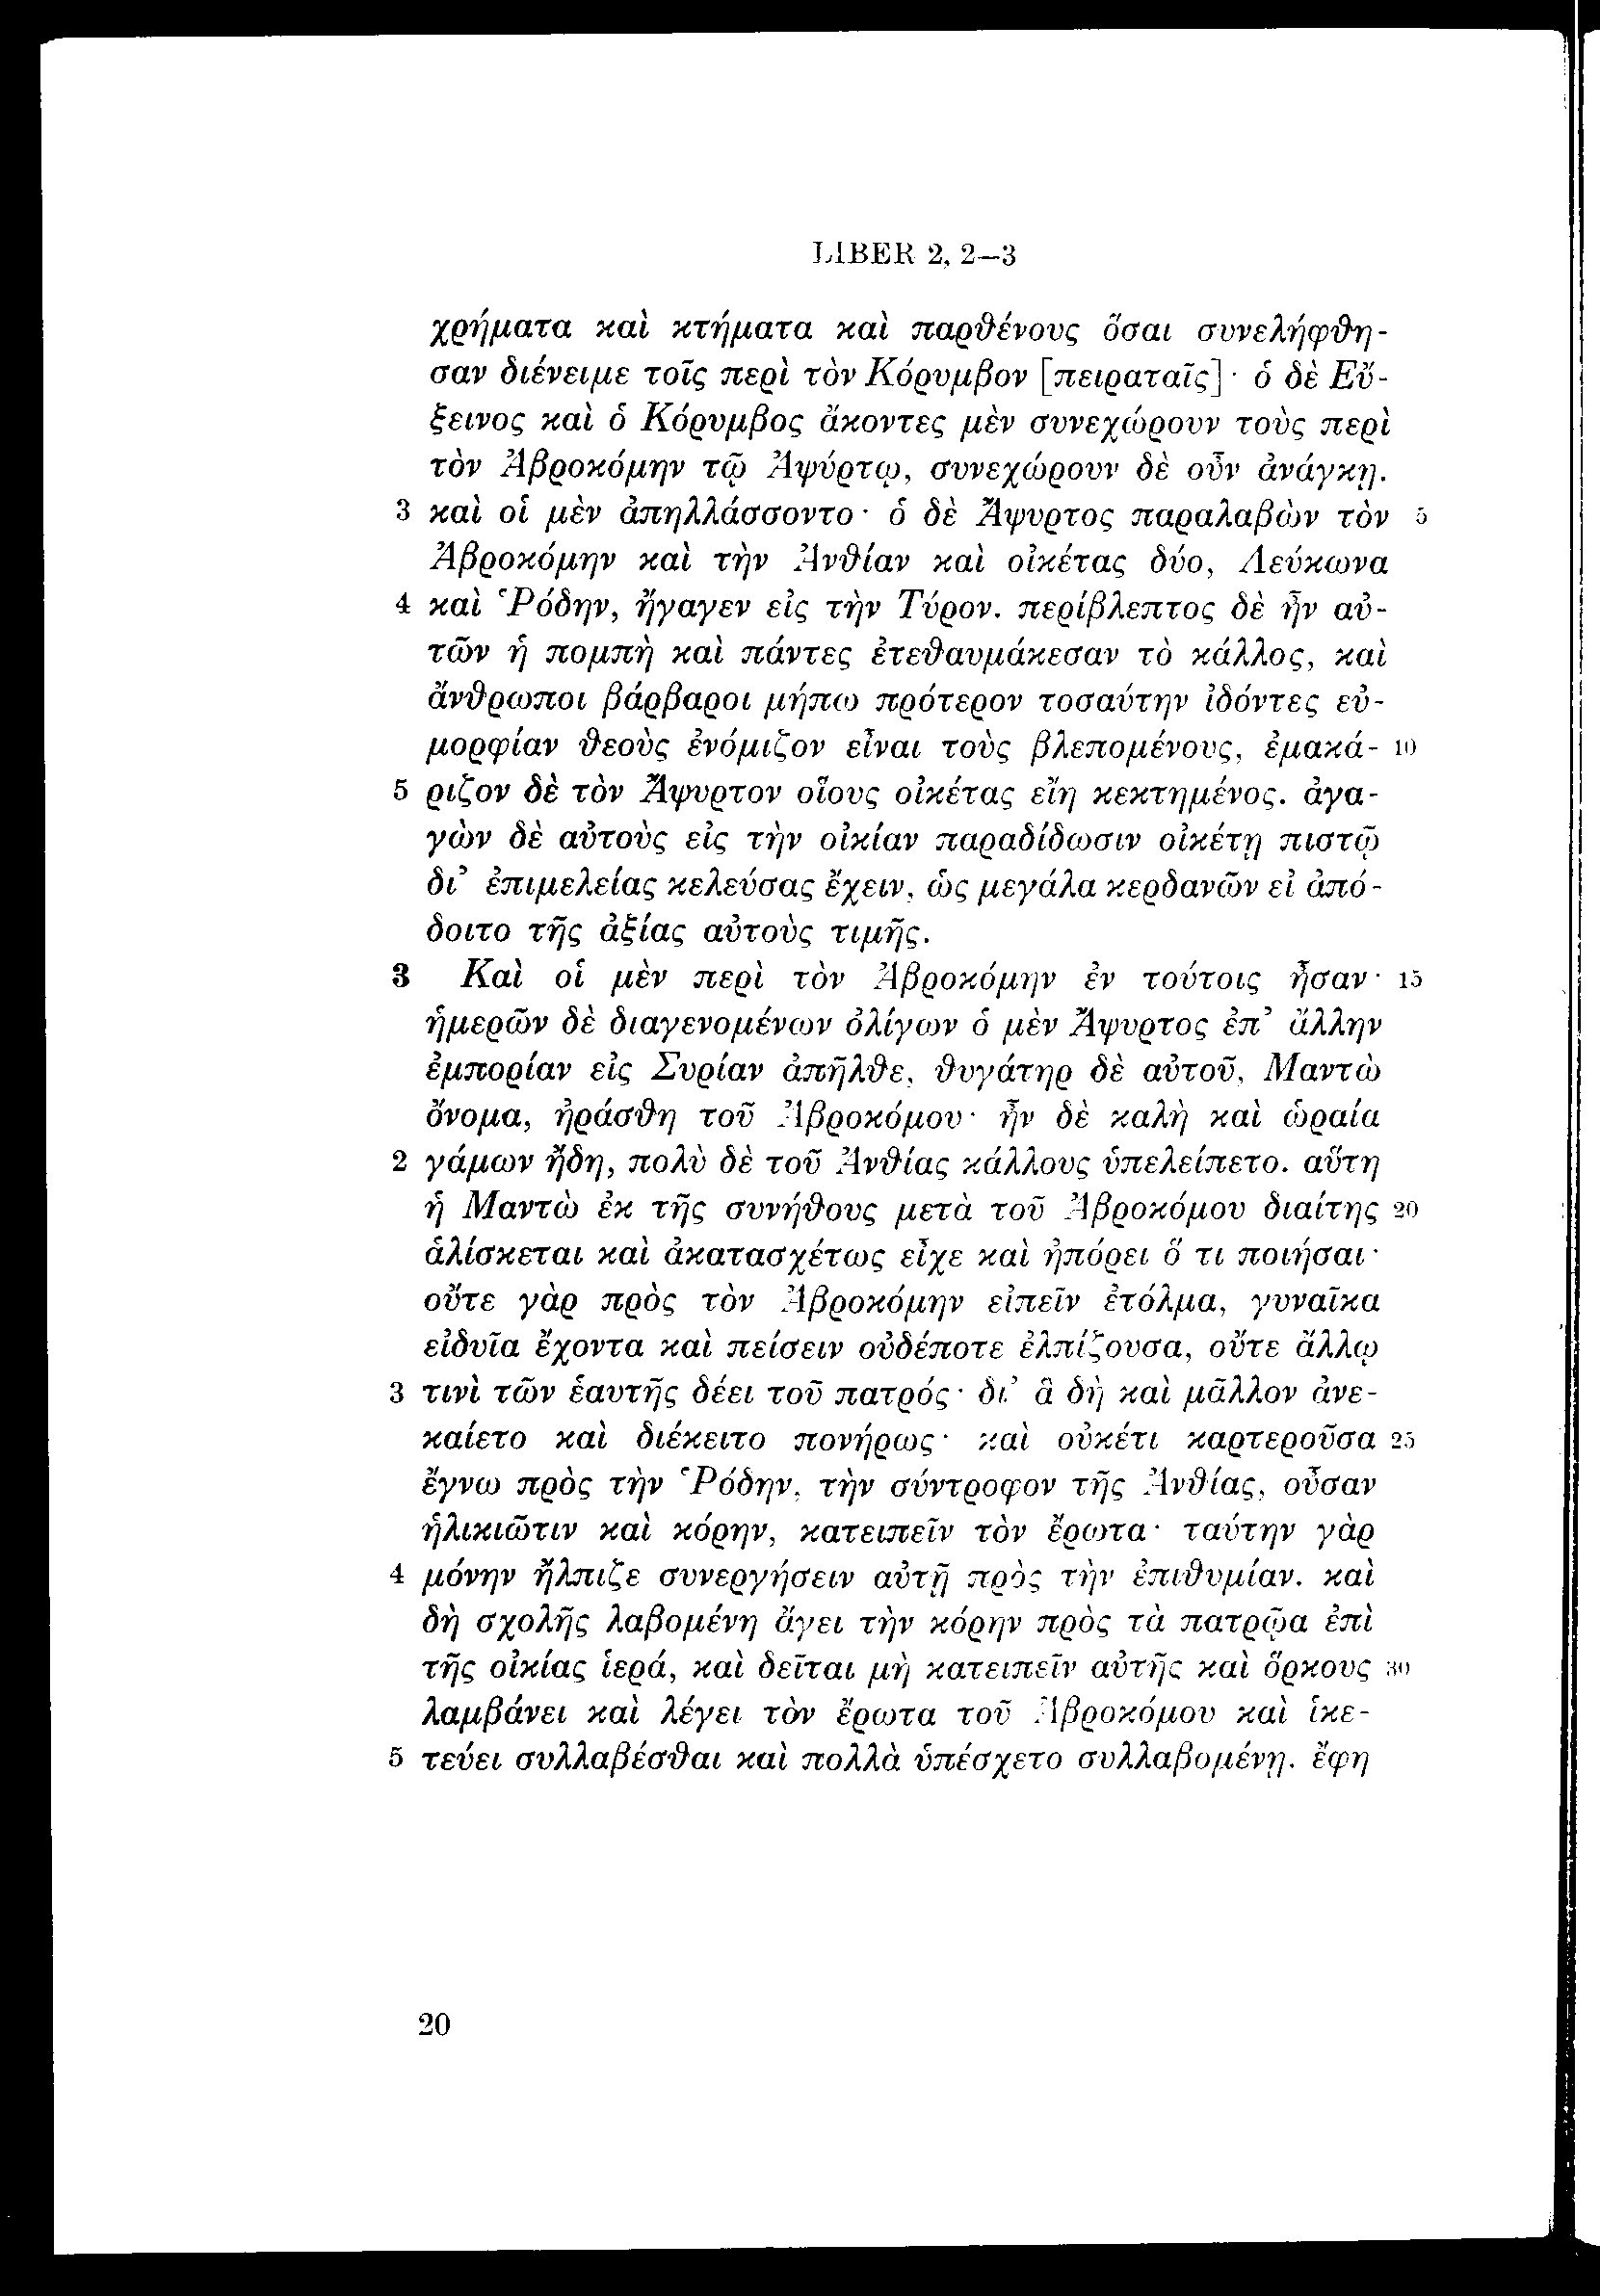 LIBER 2, 2–3
χρήματα καὶ κτήματα καὶ παρθένους ὅσαι συνελήφθη-
σαν διένειμε τοῖς περὶ τὸν Κόρυμβον [πειραταῖς]· ὁ δὲ Εὔ-
ξεινος καὶ ὁ Κόρυμβος ἄκοντες μὲν συνεχώρουν τοὺς περὶ
τὸν Ἁβροκόμην τῷ Ἀψύρτῳ, συνεχώρουν δὲ οὖν ἀνάγκῃ.
3 καὶ οἱ μὲν ἀπηλλάσσοντο· ὁ δὲ Ἄψυρτος παραλαβὼν τὸν 5
Ἁβροκόμην καὶ τὴν Ἀνθίαν καὶ οἰκέτας δύο, Λεύκωνα
4 καὶ Ῥόδην, ἤγαγεν εἰς τὴν Τύρον. περίβλεπτος δὲ ἦν αὐ-
τῶν ἡ πομπὴ καὶ πάντες ἐτεθαυμάκεσαν τὸ κάλλος, καὶ
ἄνθρωποι βάρβαροι μήπω πρότερον τοσαύτην ἰδόντες εὐ-
μορφίαν θεοὺς ἐνόμιζον εἶναι τοὺς βλεπομένους, ἐμακά- 10
5 ριζον δὲ τὸν Ἄψυρτον οἵους οἰκέτας εἴη κεκτημένος. ἀγα-
γὼν δὲ αὐτοὺς εἰς τὴν οἰκίαν παραδίδωσιν οἰκέτῃ πιστῷ
δι’ ἐπιμελείας κελεύσας ἔχειν, ὡς μεγάλα κερδανῶν εἰ ἀπό-
δοιτο τῆς ἀξίας αὐτοὺς τιμῆς.
3 Καὶ οἱ μὲν περὶ τὸν Ἁβροκόμην ἐν τούτοις ἦσαν· 15
ἡμερῶν δὲ διαγενομένων ὀλίγων ὁ μὲν Ἄψυρτος ἐπ’ ἄλλην
ἐμπορίαν εἰς Συρίαν ἀπῆλθε, θυγάτηρ δὲ αὐτοῦ, Μαντὼ
ὄνομα, ἠράσθη τοῦ Ἁβροκόμου· ἦν δὲ καλὴ καὶ ὡραία
2 γάμων ἤδη, πολὺ δὲ τοῦ Ἀνθίας κάλλους ὑπελείπετο. αὕτη
ἡ Μαντὼ ἐκ τῆς συνήθους μετὰ τοῦ Ἁβροκόμου διαίτης 20
ἁλίσκεται καὶ ἀκατασχέτως εἶχε καὶ ἠπόρει ὅ τι ποιήσαι·
οὔτε γὰρ πρὸς τὸν Ἁβροκόμην εἰπεῖν ἐτόλμα, γυναῖκα
εἰδυῖα ἔχοντα καὶ πείσειν οὐδέποτε ἐλπίζουσα, οὔτε ἄλλῳ
3 τινὶ τῶν ἑαυτῆς δέει τοῦ πατρός· δι’ ἃ δὴ καὶ μᾶλλον ἀνε-
καίετο καὶ διέκειτο πονήρως· καὶ οὐκέτι καρτεροῦσα 25
ἔγνω πρὸς τὴν Ῥόδην, τὴν σύντροφον τῆς Ἀνθίας, οὖσαν
ἡλικιῶτιν καὶ κόρην, κατειπεῖν τὸν ἔρωτα· ταύτην γὰρ
4 μόνην ἤλπιζε συνεργήσειν αὐτῇ πρὸς τὴν ἐπιθυμίαν. καὶ
δὴ σχολῆς λαβομένη ἄγει τὴν κόρην πρὸς τὰ πατρῷα ἐπὶ
τῆς οἰκίας ἱερά, καὶ δεῖται μὴ κατειπεῖν αὐτῆς καὶ ὅρκους 30
λαμβάνει καὶ λέγει τὸν ἔρωτα τοῦ Ἁβροκόμου καὶ ἱκε-
5 τεύει συλλαβέσθαι καὶ πολλὰ ὑπέσχετο συλλαβομένῃ. ἔφη
20